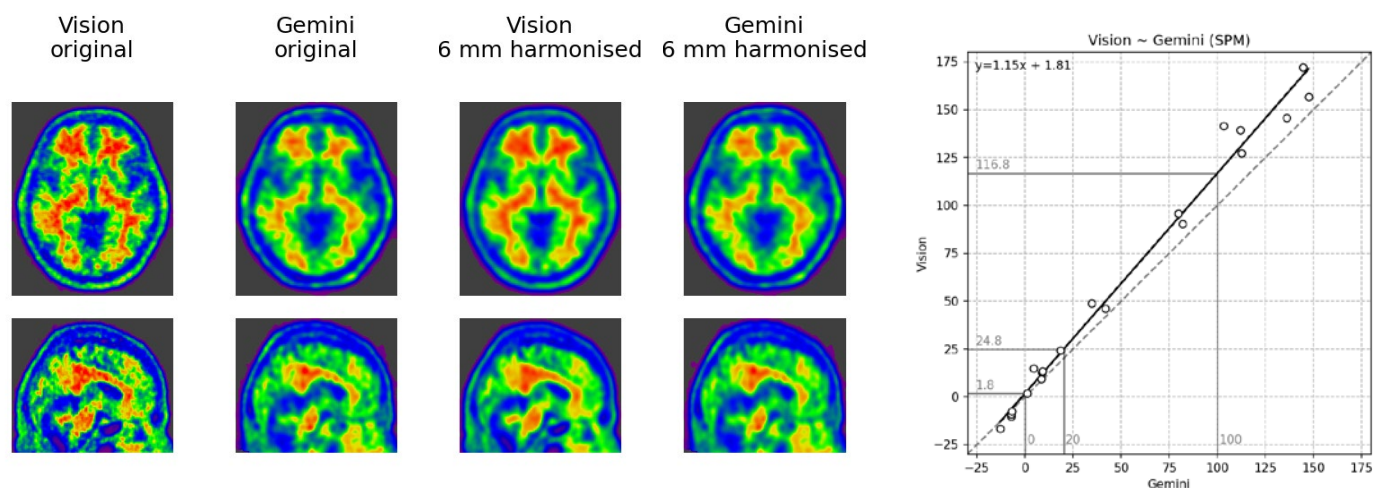 Vision
original
Gemini
original
Vision
6 mm harmonised
Gemini
6 mm harmonised
Vision ~ Gemini (SPM)
y=1.15x + 1.81
175
150
125
116.8
100
75
50
25
24.8
1.8
0
−25
Vision
0
20
100
−25
0
25
50
75
100
125
150
175
Gemini